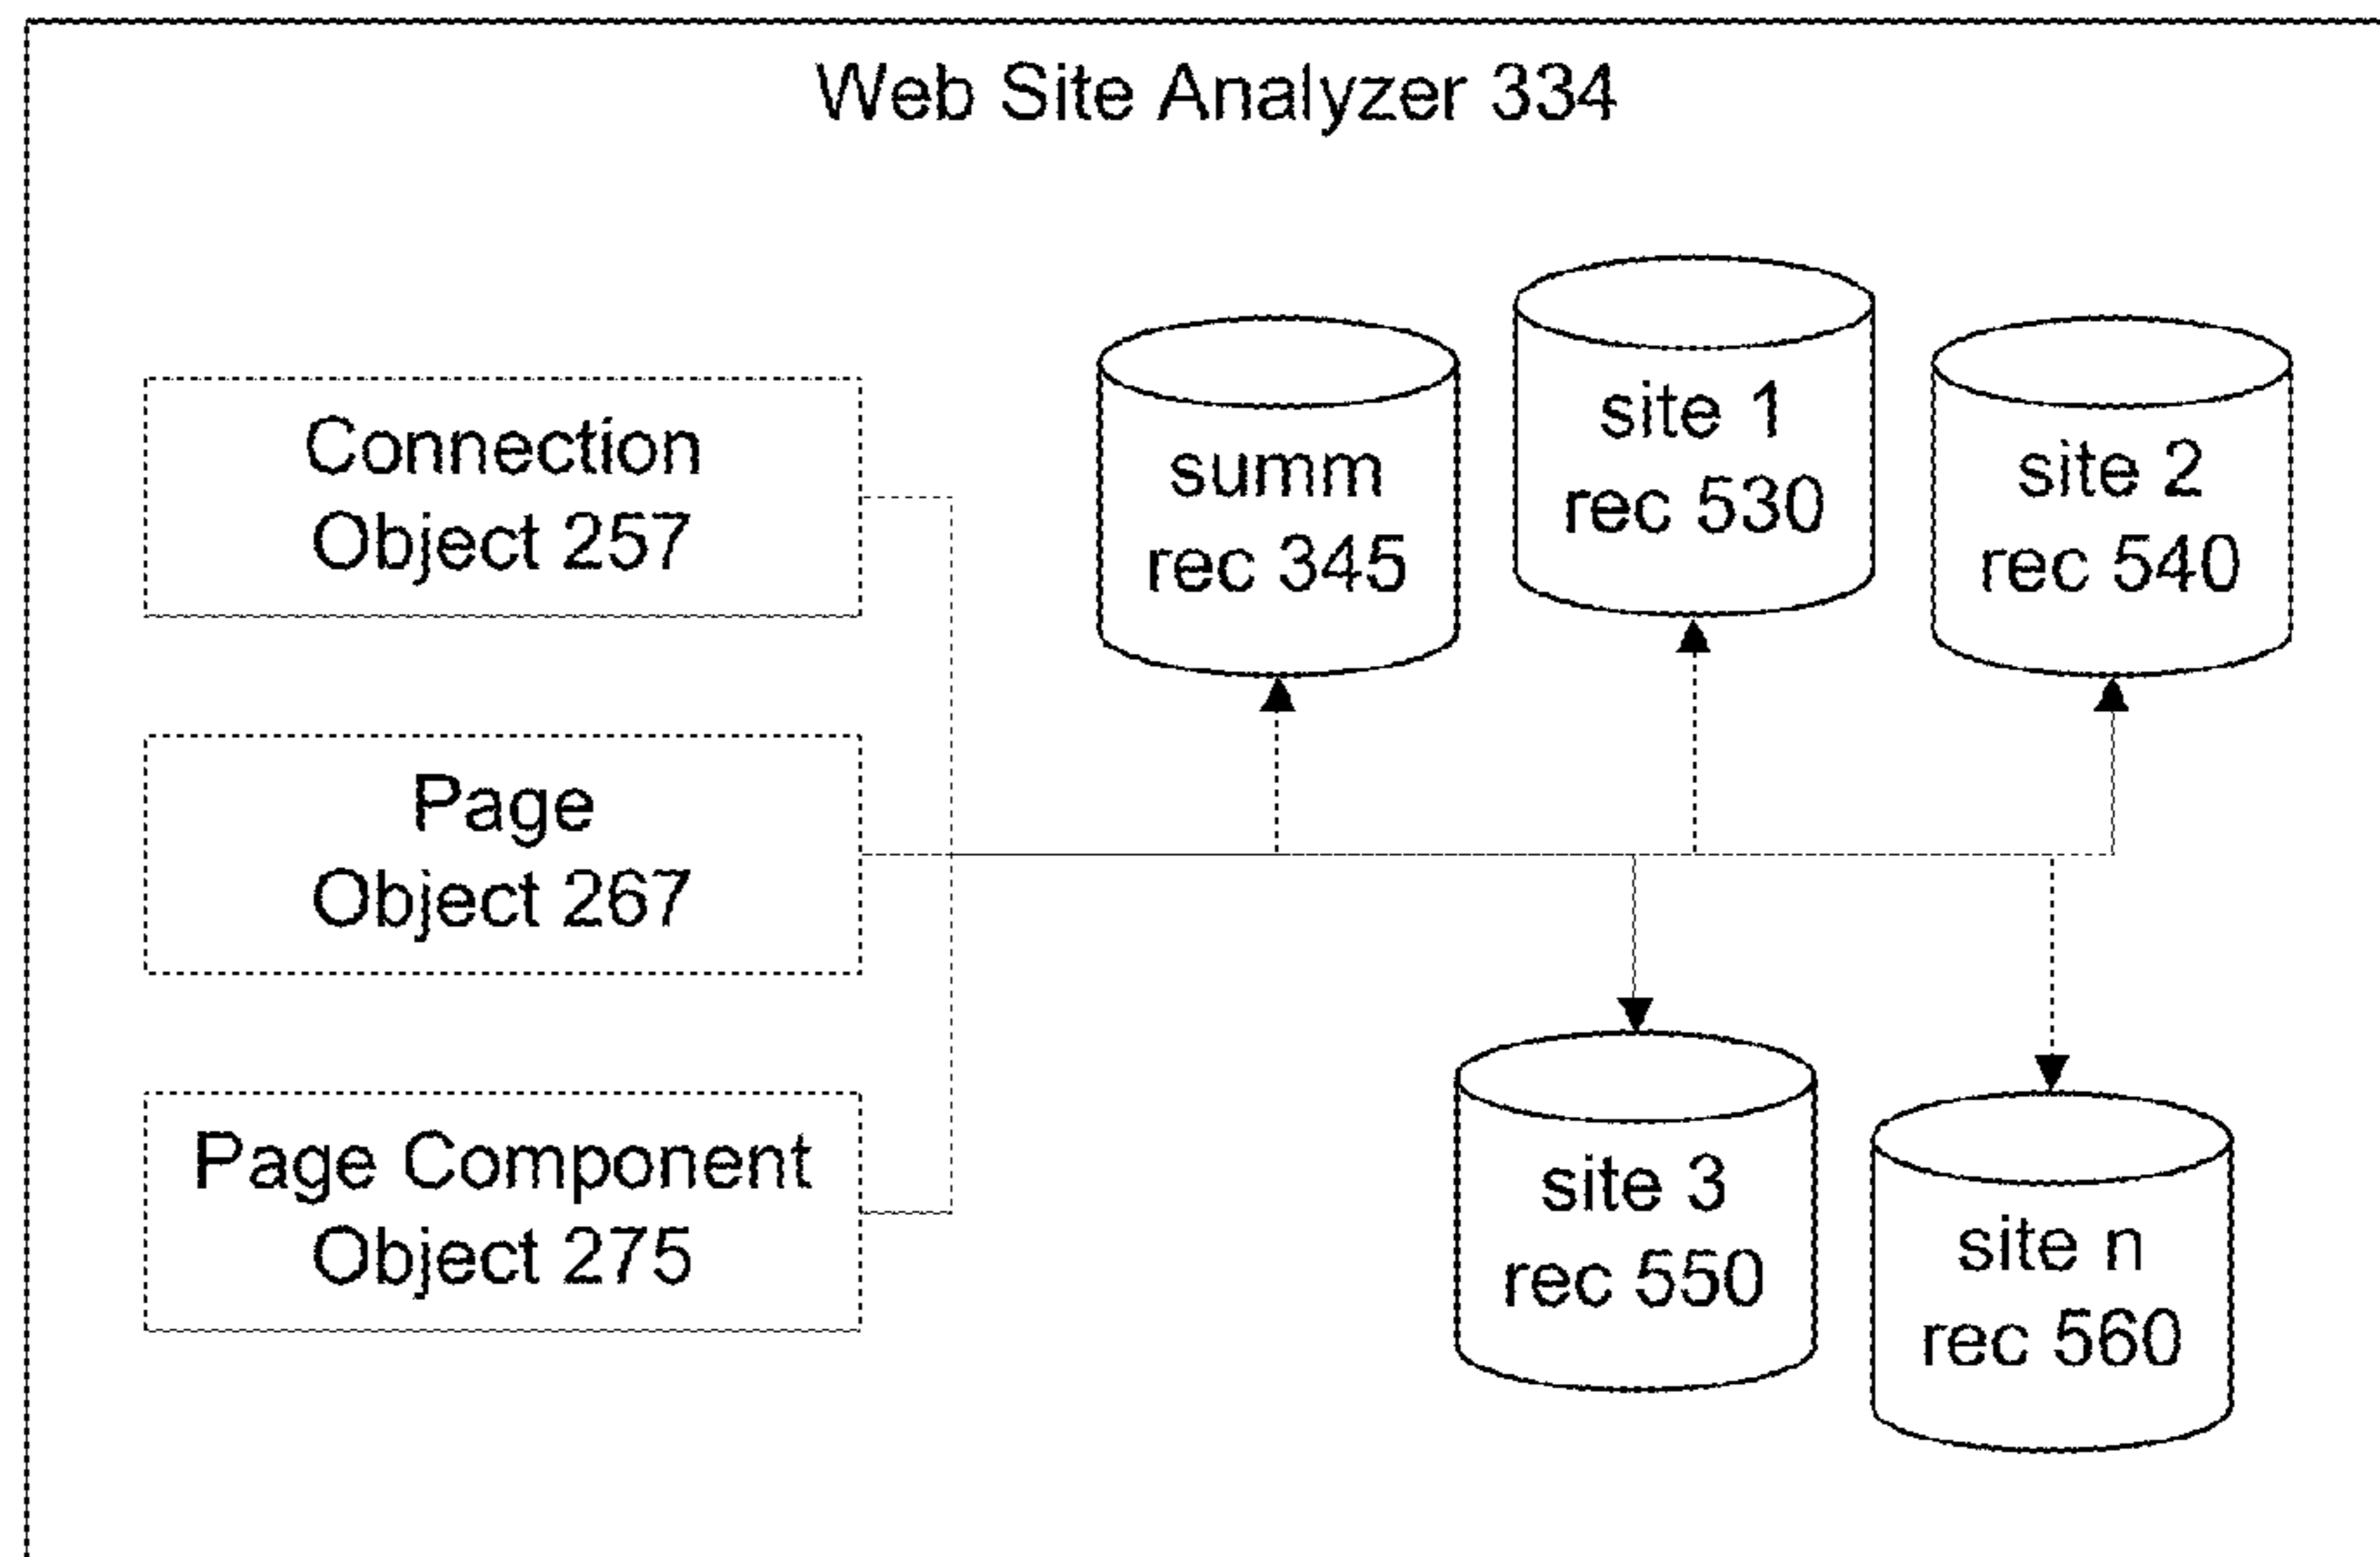 Web Site Analyzer 334
Connection
Object 257
Page
Object 267
Page Component
Object 275
summ
rec 345
site 1
rec 530
site 2
rec 540
site 3
rec 550
site n
rec 560